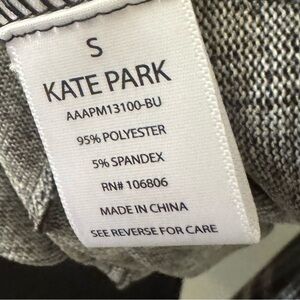 S
KATE PARK
AAAPM13100-BU
95% POLYESTER
5% SPANDEX
RN# 106806
MADE IN CHINA
SEE REVERSE FOR CARE